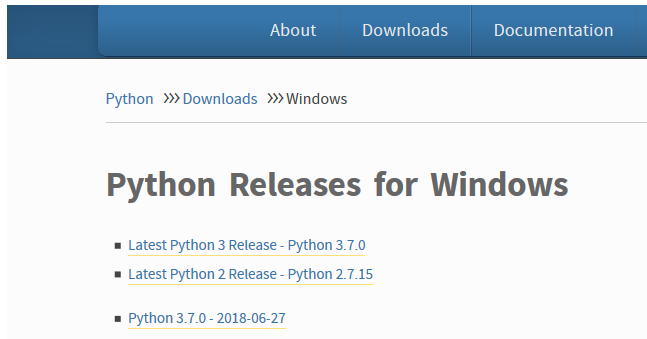 About Downloads Documentation
Python >>> Downloads >>> Windows
Python Releases for Windows
Latest Python 3 Release - Python 3.7.0
Latest Python 2 Release - Python 2.7.15
Python 3.7.0 - 2018-06-27